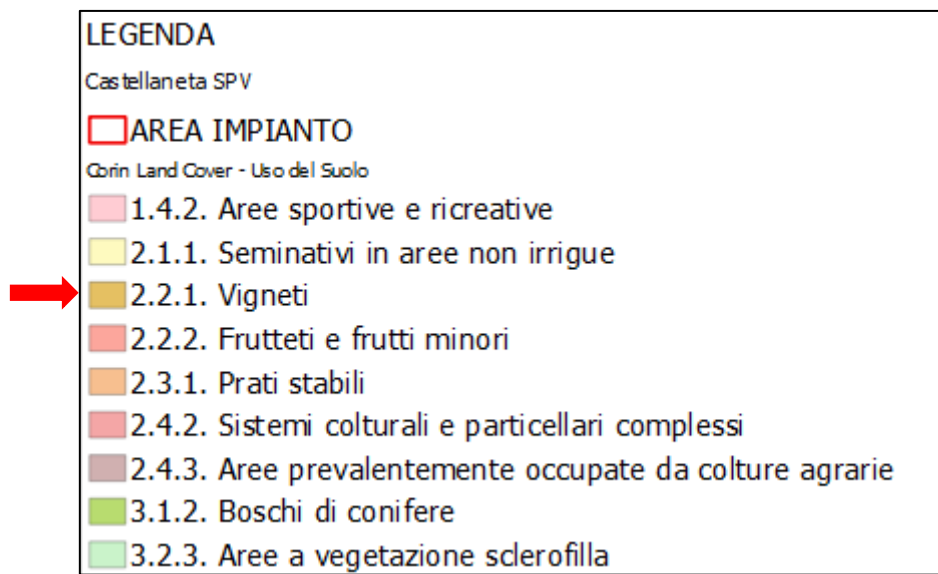 LEGENDA
Castellaneta SPV
AREA IMPIANTO
Corin Land Cover - Uso del Suolo
1.4.2. Aree sportive e ricreative
2.1.1. Seminativi in aree non irrigue
2.2.1. Vigneti
2.2.2. Frutteti e frutti minori
2.3.1. Prati stabili
2.4.2. Sistemi colturali e particellari complessi
2.4.3. Aree prevalentemente occupate da colture agrarie
3.1.2. Boschi di conifere
3.2.3. Aree a vegetazione sclerofilla